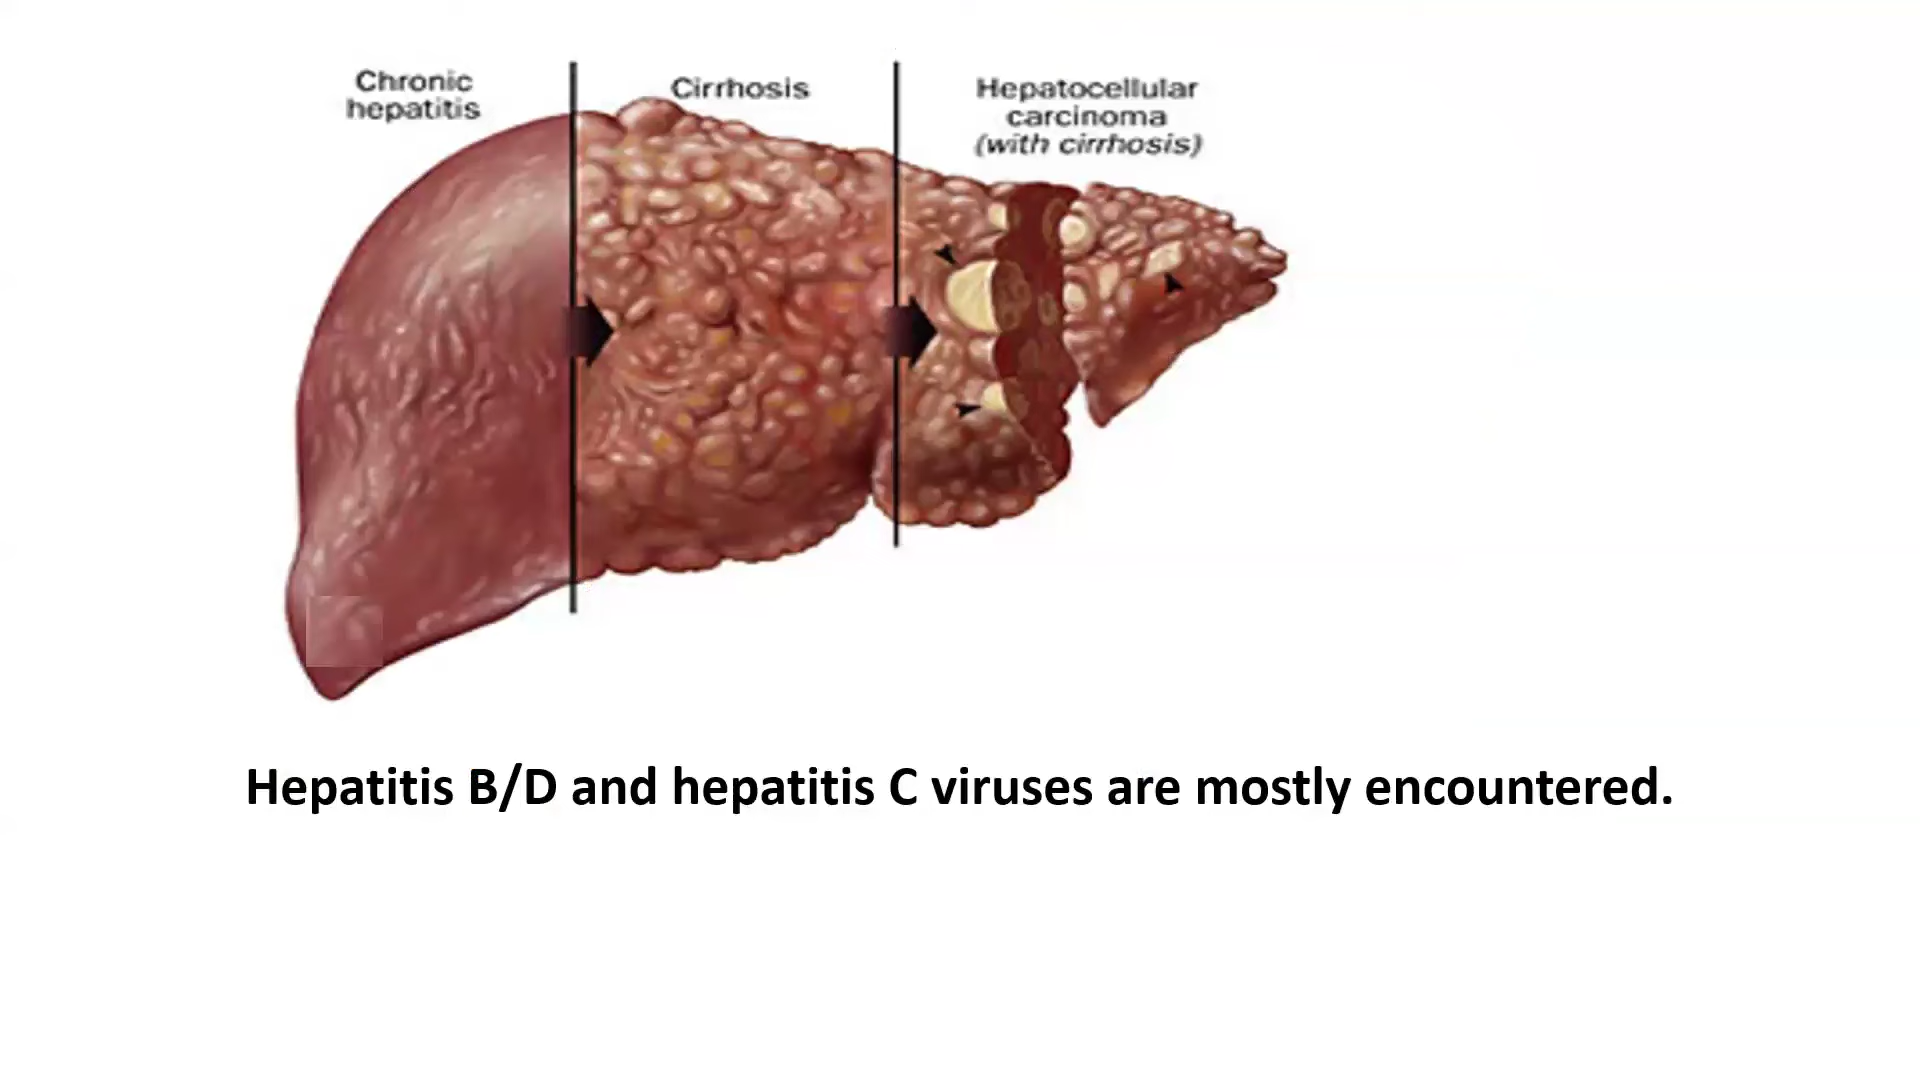 Chronic
hepatitis
Cirrhosis
Hepatocellular
carcinoma
(with cirrhosis)
Hepatitis B/D and hepatitis C viruses are mostly encountered.